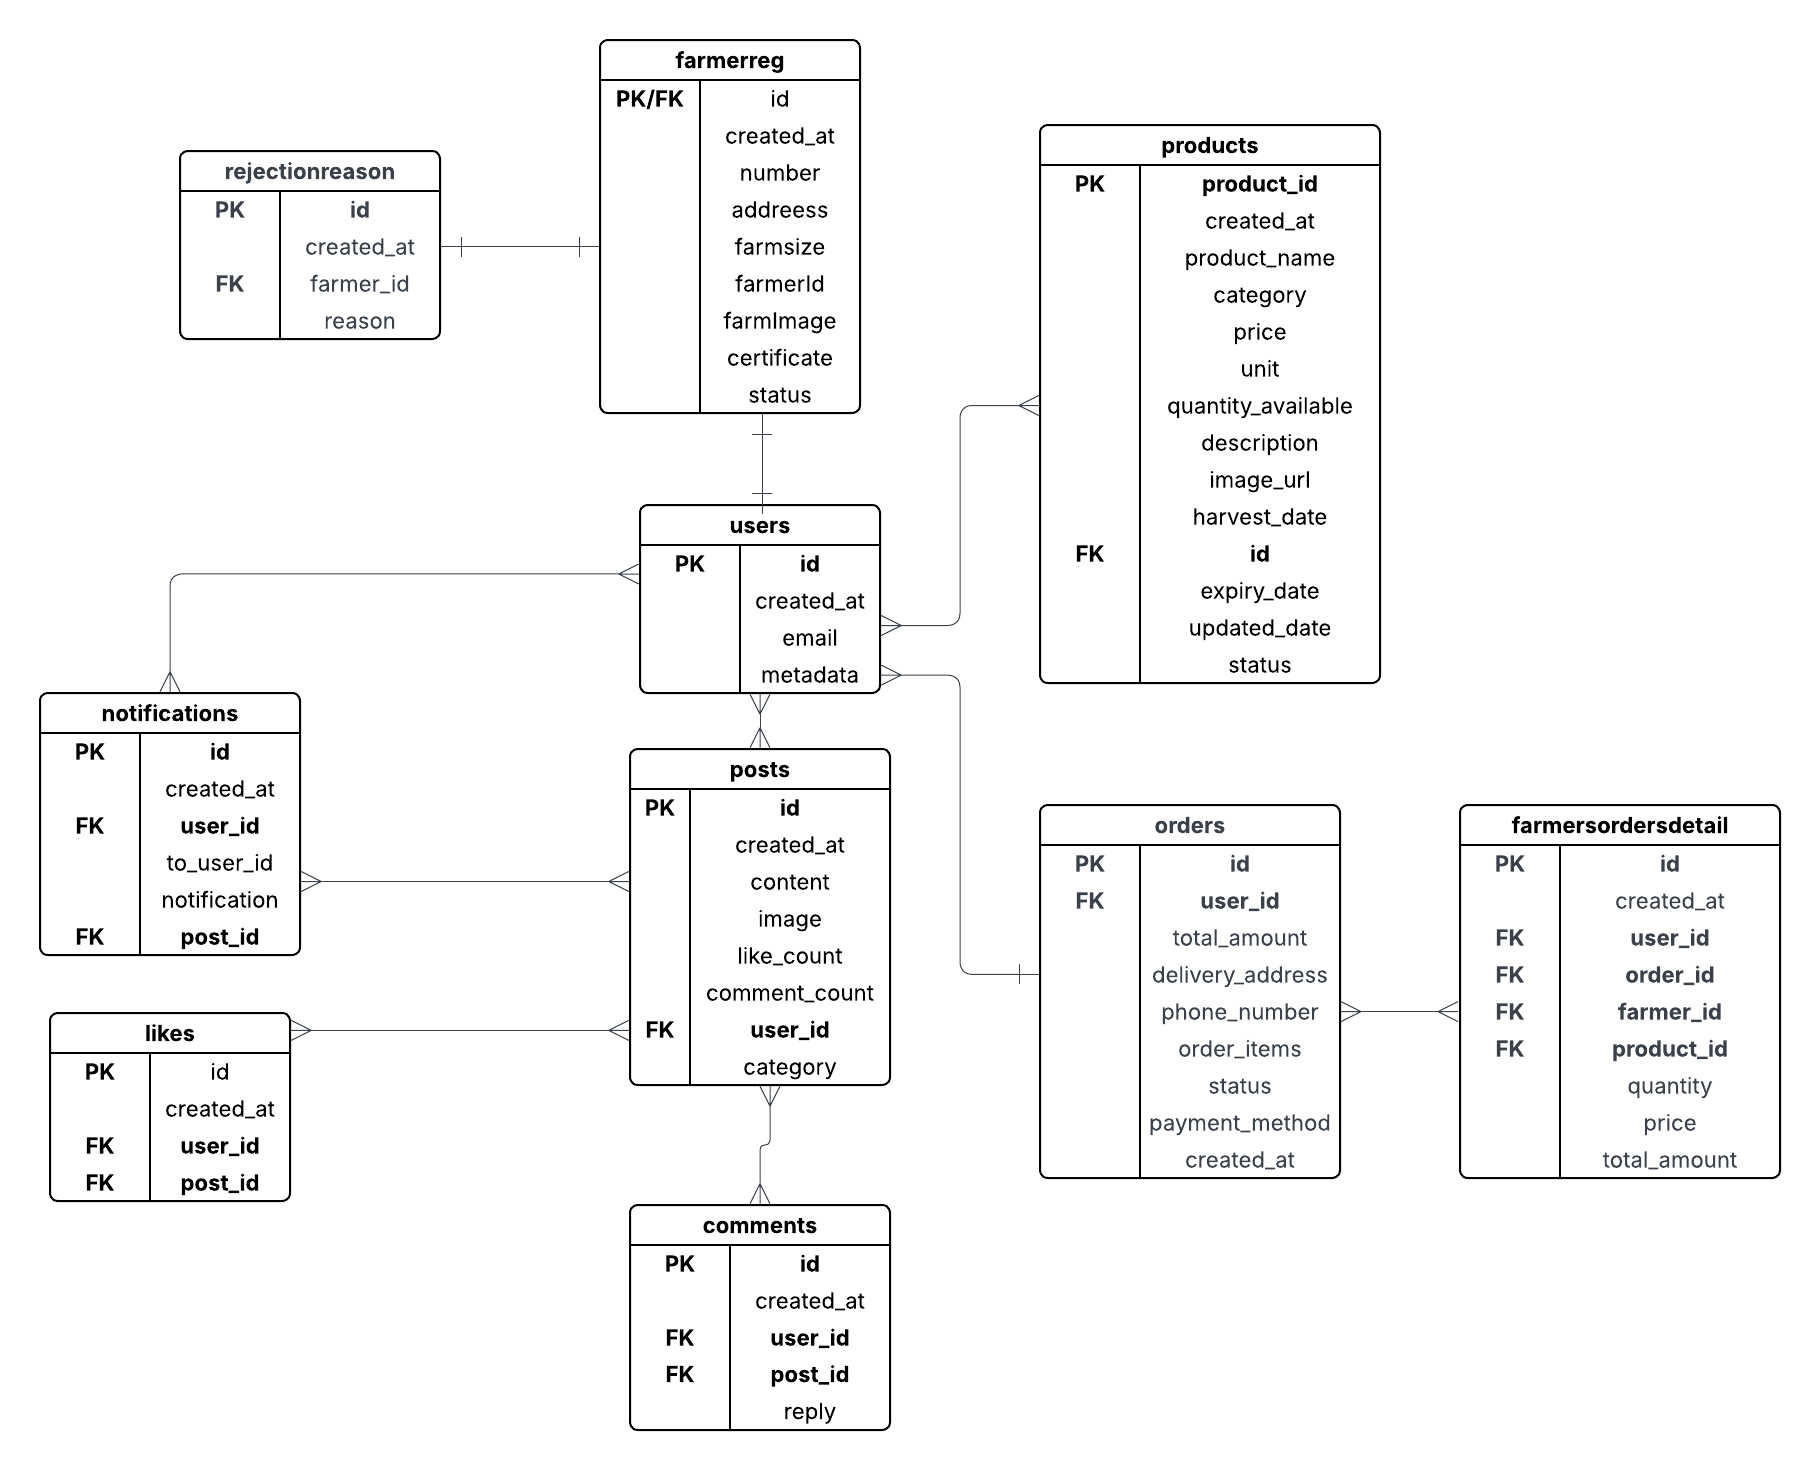 farmerreg
PK/FK id
created_at
number
addreess
farmsize
farmerId
farmImage
certificate
status
rejectionreason
PK id
created_at
FK farmer_id
reason
products
PK product_id
created_at
product_name
category
price
unit
quantity_available
description
image_url
harvest_date
FK id
expiry_date
updated_date
status
users
PK id
created_at
email
metadata
notifications
PK id
created_at
FK user_id
to_user_id
notification
FK post_id
posts
PK id
created_at
content
image
like_count
comment_count
FK user_id
category
orders
PK id
FK user_id
total_amount
delivery_address
phone_number
order_items
status
payment_method
created_at
farmersordersdetail
PK id
created_at
FK user_id
FK order_id
FK farmer_id
FK product_id
quantity
price
total_amount
likes
PK id
created_at
FK user_id
FK post_id
comments
PK id
created_at
FK user_id
FK post_id
reply